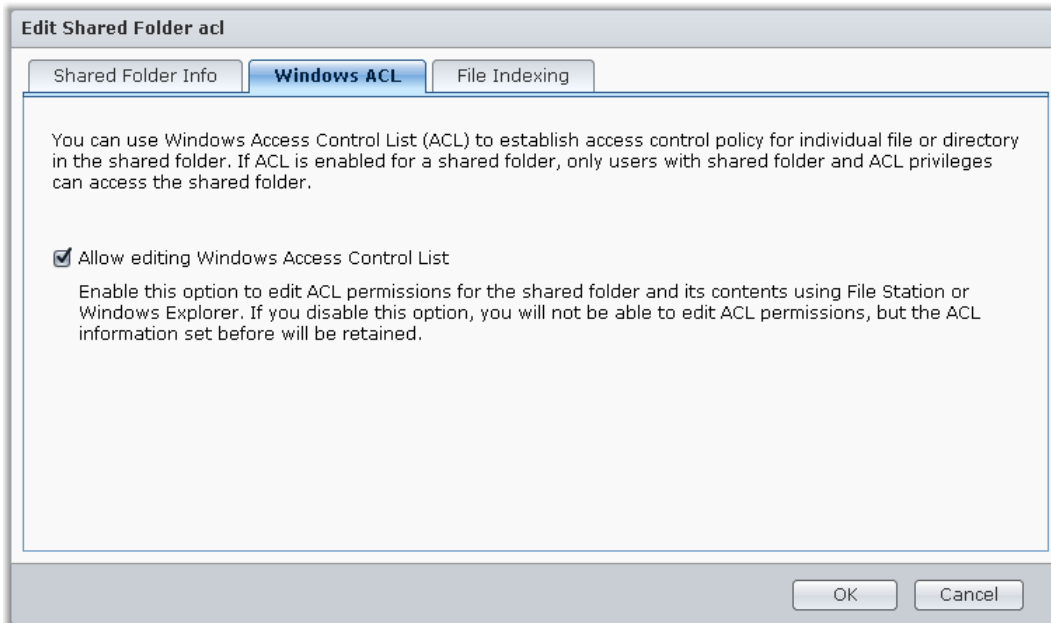 Edit Shared Folder acl
Shared Folder Info
Windows ACL
File Indexing
You can use Windows Access Control List (ACL) to establish access control policy for individual file or directory
in the shared folder. If ACL is enabled for a shared folder, only users with shared folder and ACL privileges
can access the shared folder.
Allow editing Windows Access Control List
Enable this option to edit ACL permissions for the shared folder and its contents using File Station or
Windows Explorer. If you disable this option, you will not be able to edit ACL permissions, but the ACL
information set before will be retained.
OK
Cancel